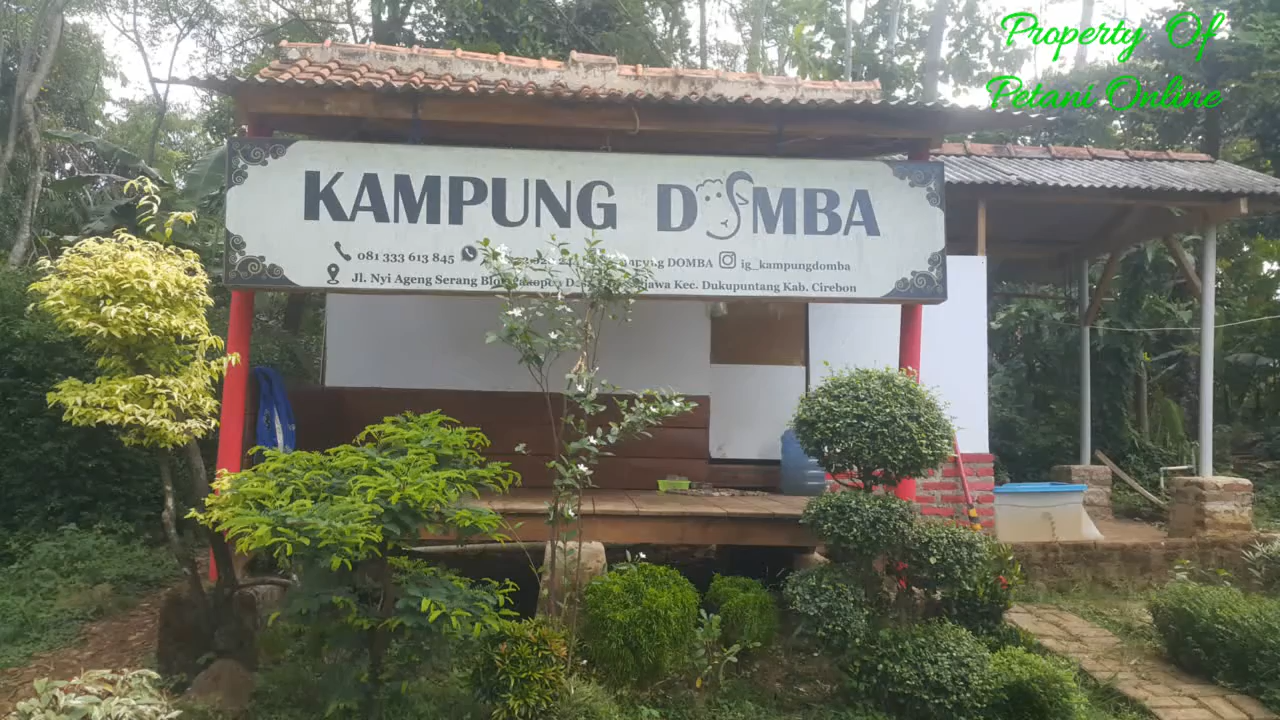 Property Of
Petani Online
KAMPUNG DOMBA
081 333 613 845 DOMBA ig_kampungdomba
Jl. Nyi Ageng Serang Kec. Dukupuntang Kab. Cirebon